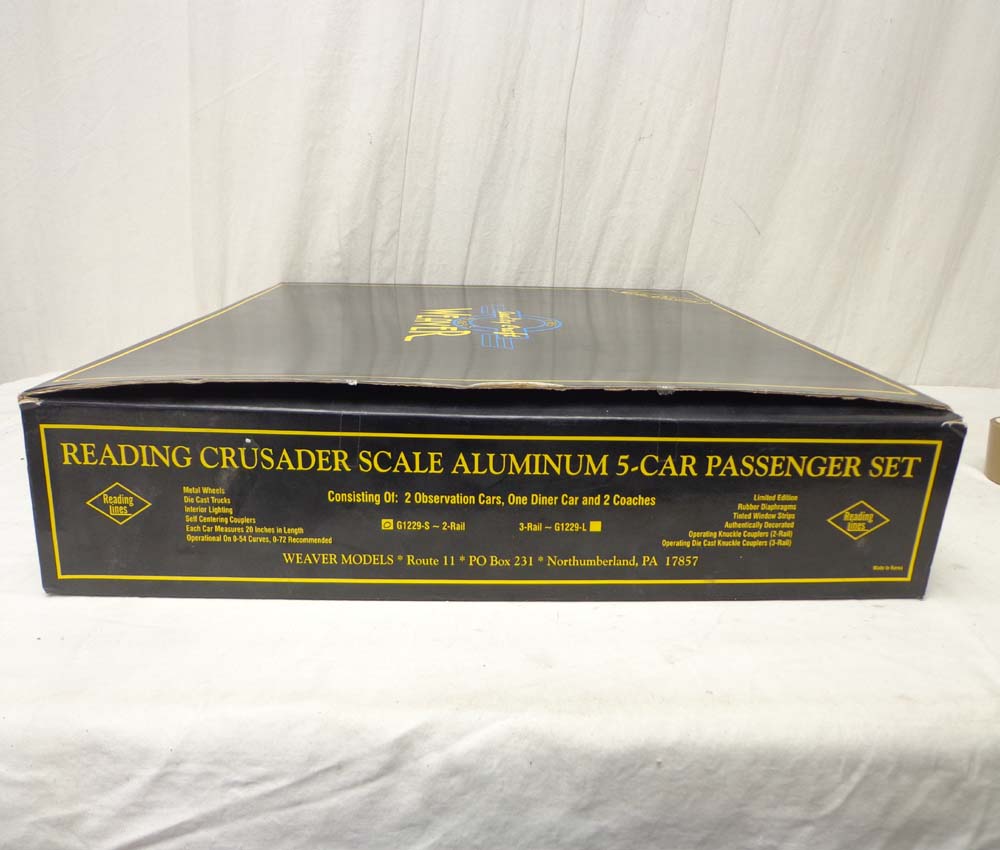 WEAVER
Quality Craft
READING CRUSADER SCALE ALUMINUM 5-CAR PASSENGER SET
Reading
Lines
Metal Wheels
Die Cast Trucks
Interior Lighting
Self Centering Couplers
Each Car Measures 20 Inches in Length
Operational On 0-54 Curves, 0-72 Recommended
Consisting Of: 2 Observation Cars, One Diner Car and 2 Coaches
G1229-S ~ 2-Rail
3-Rail ~ G1229-L
Limited Edition
Rubber Diaphragms
Tinted Window Strips
Authentically Decorated
Operating Knuckle Couplers (2-Rail)
Operating Die Cast Knuckle Couplers (3-Rail)
Reading
Lines
WEAVER MODELS * Route 11 * PO Box 231 * Northumberland, PA 17857
Made in Korea